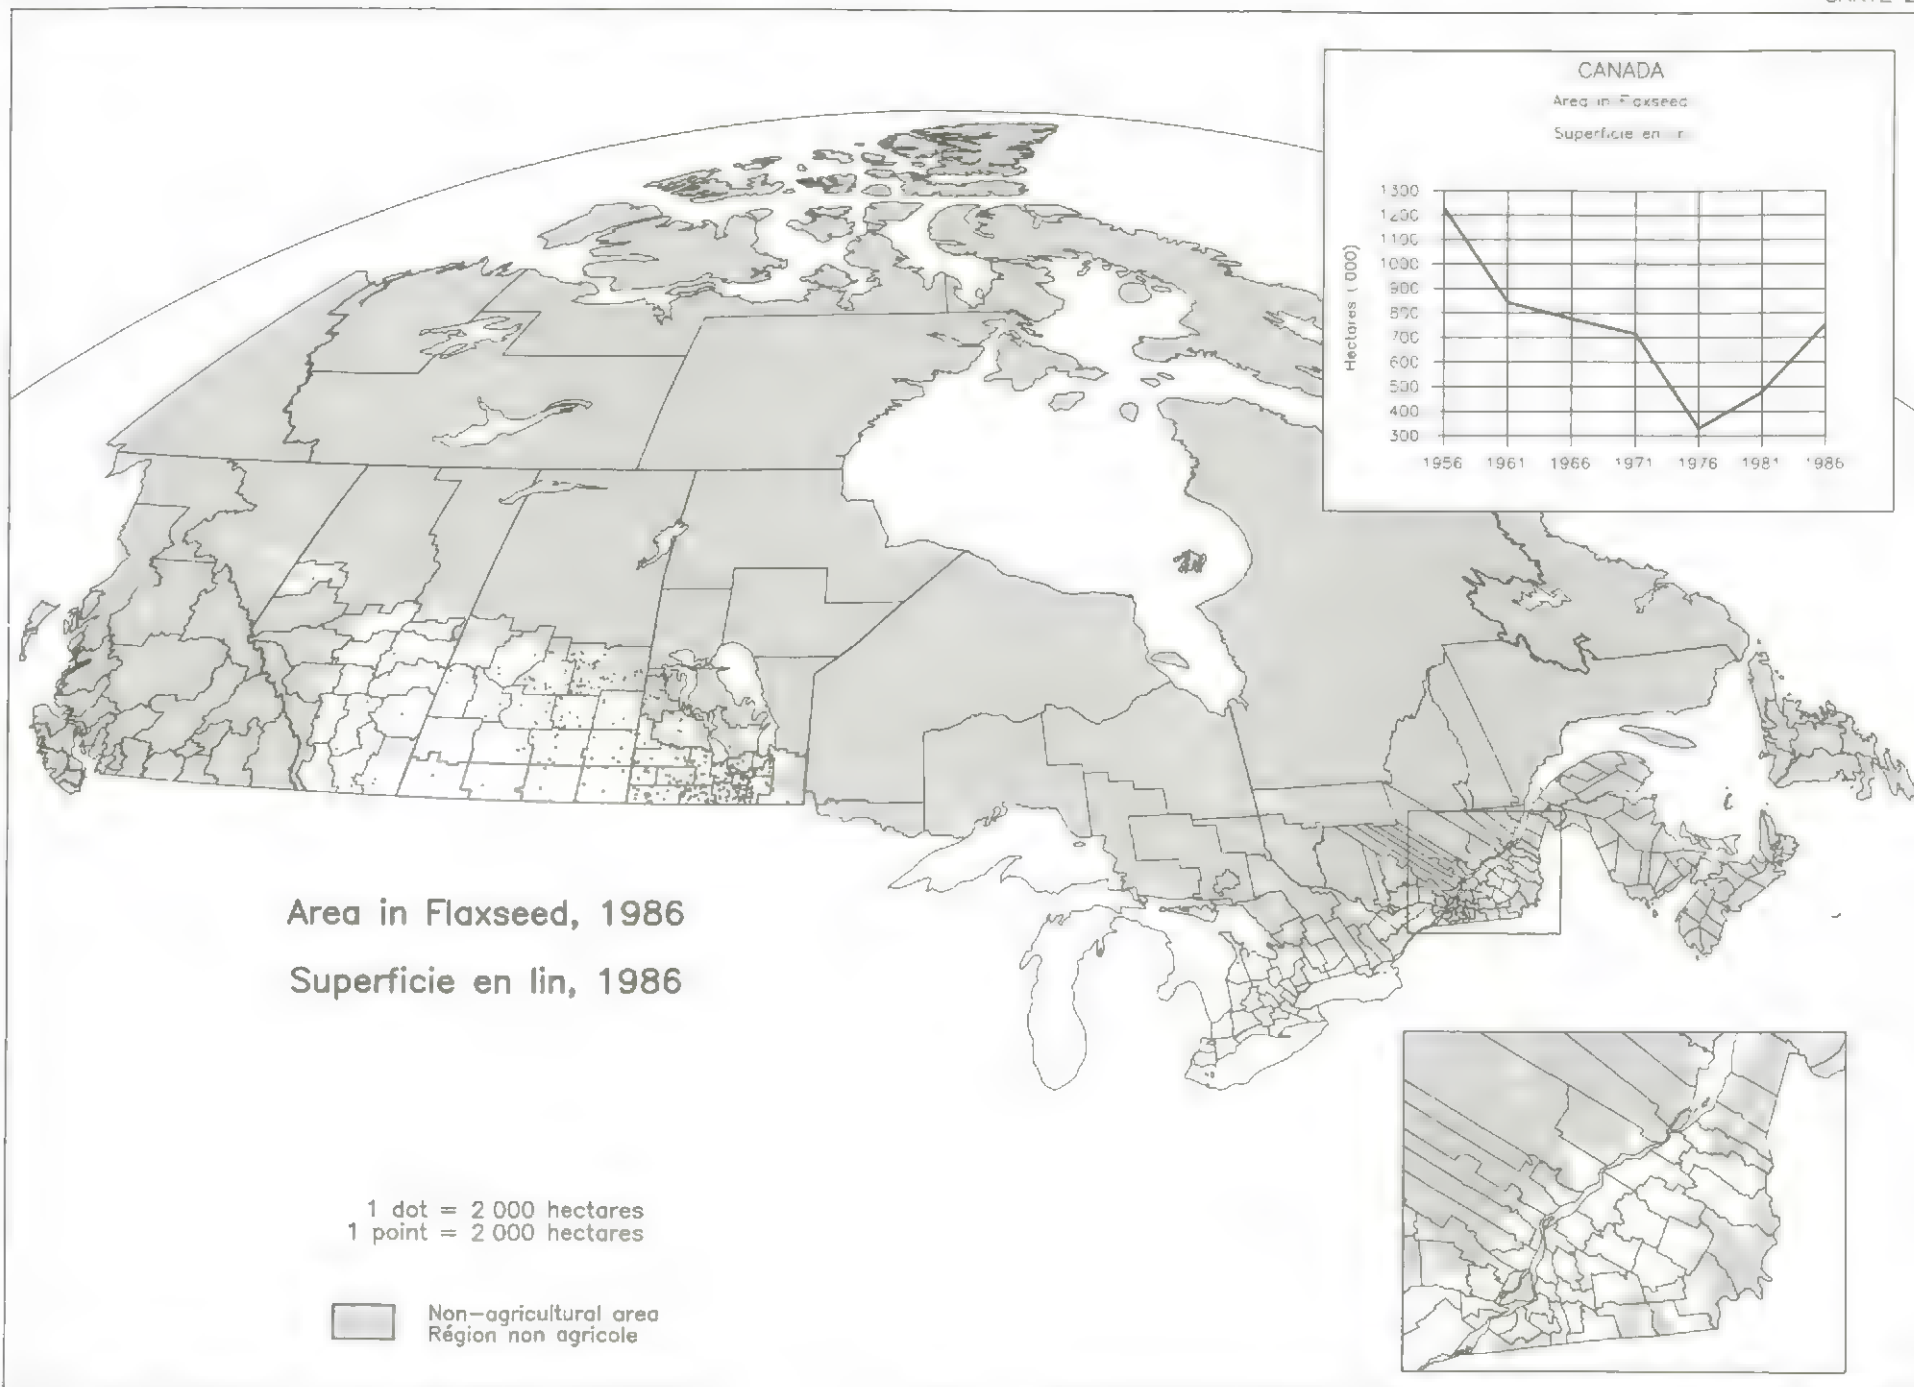 CANADA
Area in Flaxseed
Superficie en
Hectares ('000)
1300
1200
1100
1000
900
800
700
600
500
400
300
1956 1961 1966 1971 1976 1981 1986
Area in Flaxseed, 1986
Superficie en lin, 1986
1 dot = 2 000 hectares
1 point = 2 000 hectares
Non-agricultural area
Région non agricole